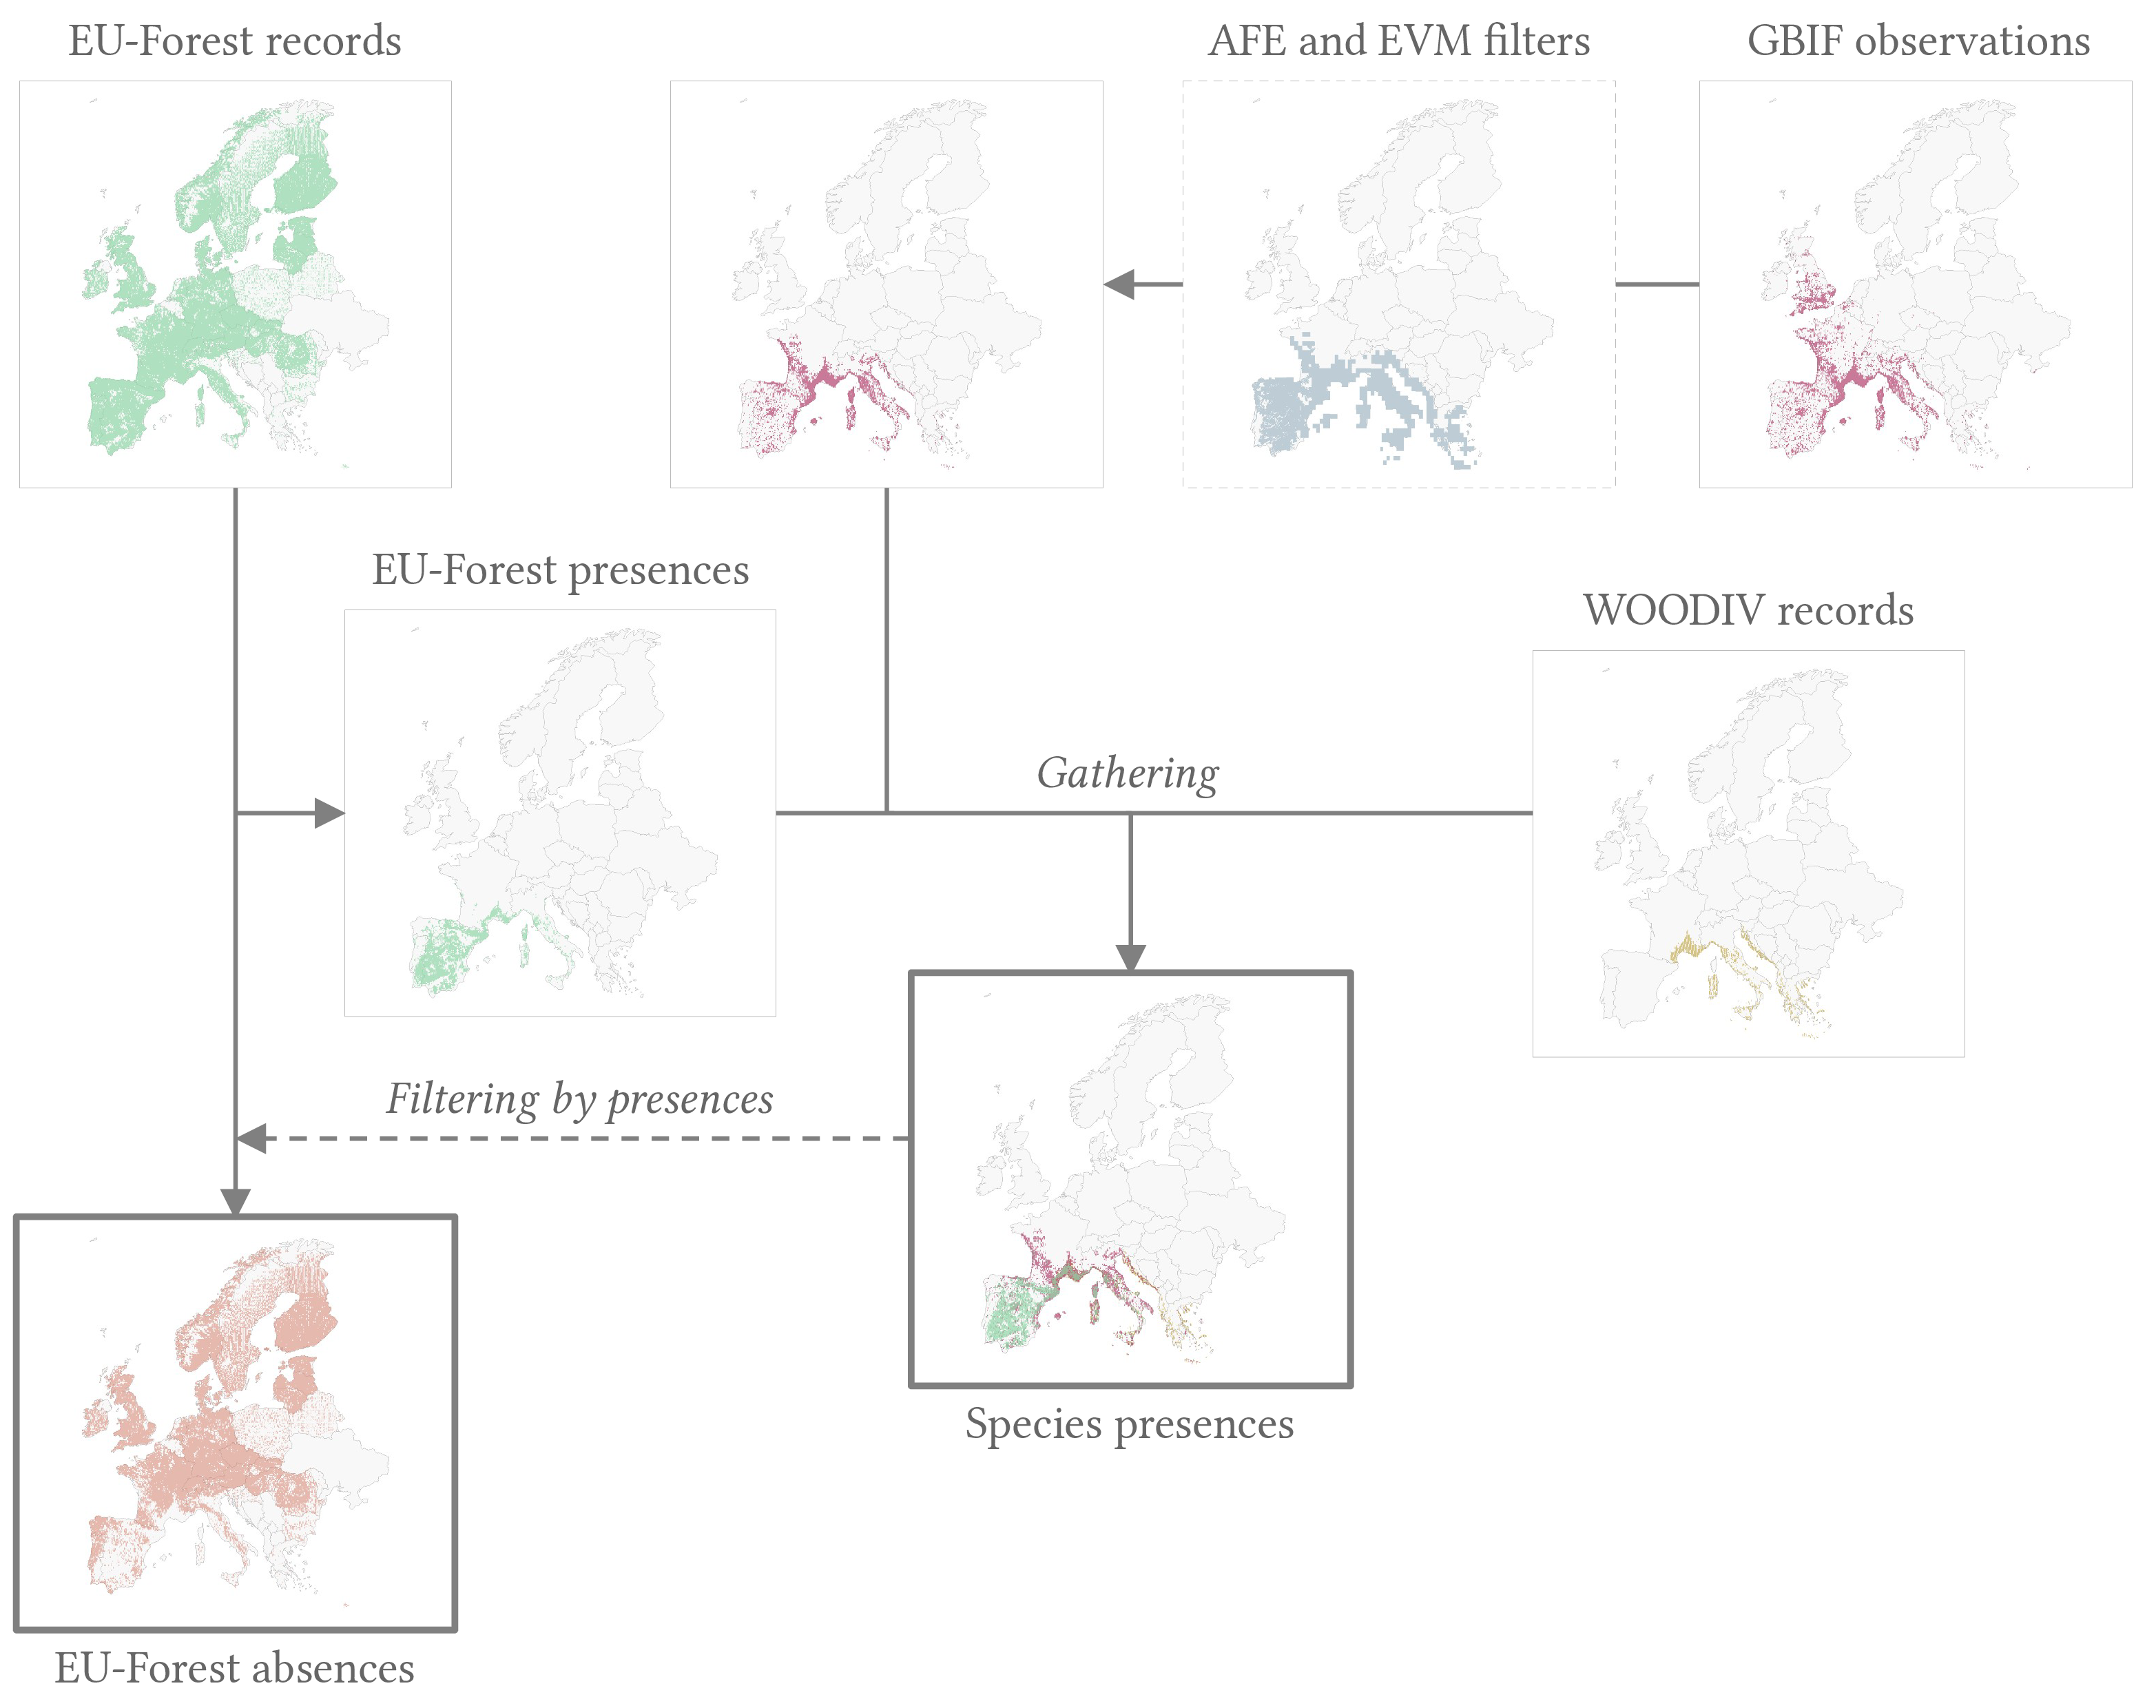 EU-Forest records
AFE and EVM filters
GBIF observations
EU-Forest presences
WOODIV records
Gathering
Filtering by presences
Species presences
EU-Forest absences